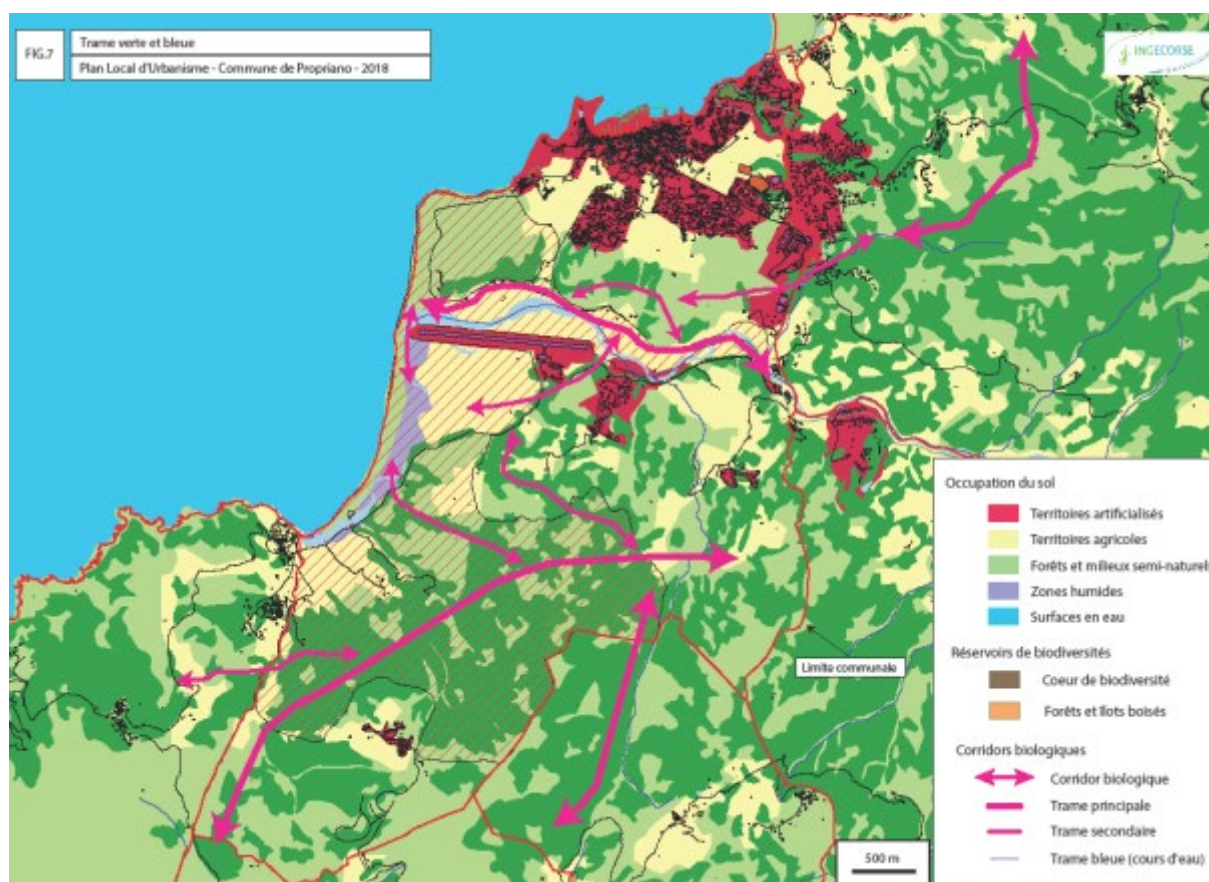 FIG.7
Trame verte et bleue
Plan Local d'Urbanisme - Commune de Propriano - 2018
INGECORSE
Limite communale
Occupation du sol
Territoires artificialisés
Territoires agricoles
Forêts et milieux semi-naturels
Zones humides
Surfaces en eau
Réservoirs de biodiversités
Coeur de biodiversité
Forêts et îlots boisés
Corridors biologiques
Corridor biologique
Trame principale
Trame secondaire
Trame bleue (cours d'eau)
500 m